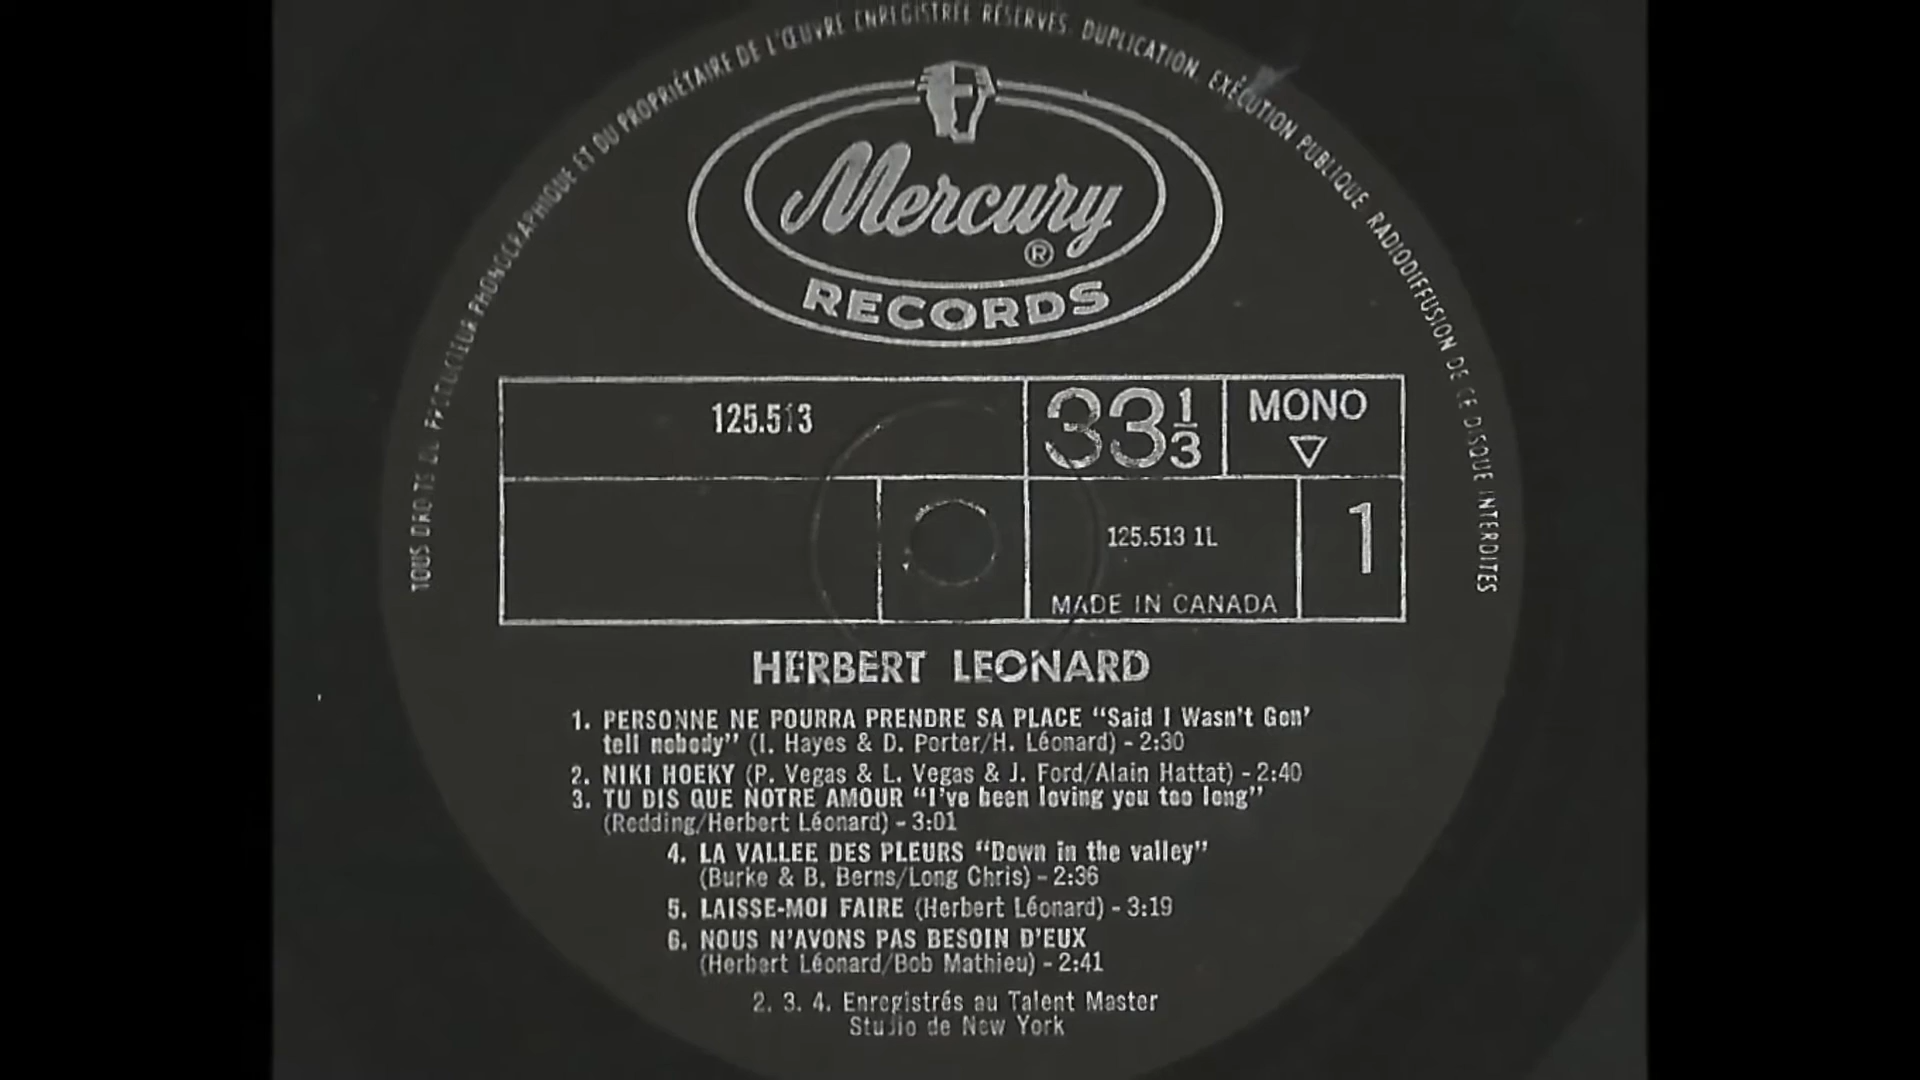 TOUS DROITS DU PRODUCTEUR PHONOGRAPHIQUE ET DU PROPRIÉTAIRE DE L'ŒUVRE ENREGISTRÉE RÉSERVÉS. DUPLICATION, EXÉCUTION PUBLIQUE RADIODIFFUSION DE CE DISQUE INTERDITES
Mercury
®
RECORDS
125.513
33 1/3
MONO
125.513 1L
1
MADE IN CANADA
HERBERT LEONARD
1. PERSONNE NE POURRA PRENDRE SA PLACE "Said I Wasn't Gon'
tell nobody" (I. Hayes & D. Porter/H. Léonard) - 2:30
2. NIKI HOEKY (P. Vegas & L. Vegas & J. Ford/Alain Hattat) - 2:40
3. TU DIS QUE NOTRE AMOUR "I've been loving you too long"
(Redding/Herbert Léonard) - 3:01
4. LA VALLEE DES PLEURS "Down in the valley"
(Burke & B. Berns/Long Chris) - 2:36
5. LAISSE-MOI FAIRE (Herbert Léonard) - 3:19
6. NOUS N'AVONS PAS BESOIN D'EUX
(Herbert Léonard/Bob Mathieu) - 2:41
2. 3. 4. Enregistrés au Talent Master
Studio de New York